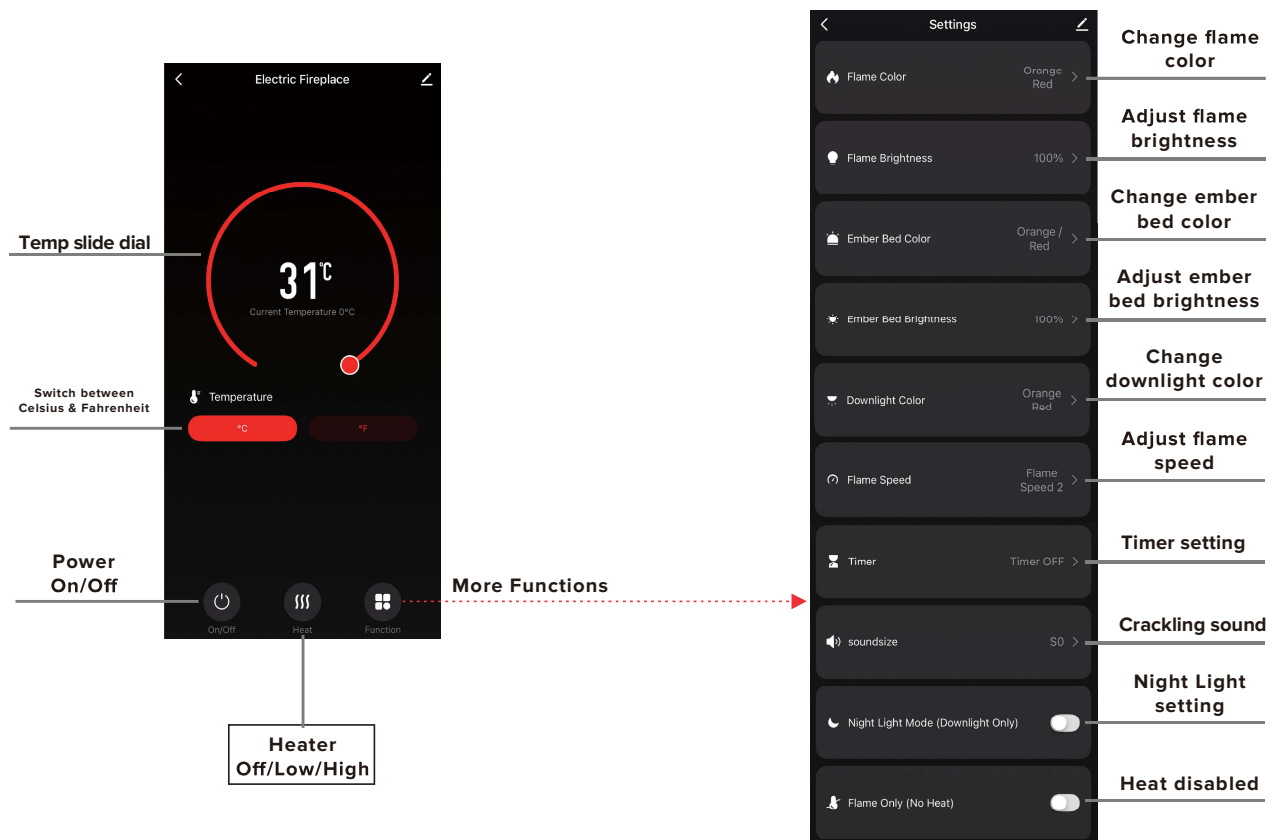 Electric Fireplace
Temp slide dial
31°C
Current Temperature 0°C
Switch between
Celsius & Fahrenheit
Temperature
°C
°F
Power
On/Off
On/Off
Heat
Function
More Functions
Heater
Off/Low/High
Settings
Flame Color
Orange
Red
Change flame
color
Flame Brightness
100%
Adjust flame
brightness
Ember Bed Color
Orange /
Red
Change ember
bed color
Ember Bed Brightness
100%
Adjust ember
bed brightness
Downlight Color
Orange
Red
Change
downlight color
Flame Speed
Flame
Speed 2
Adjust flame
speed
Timer
Timer OFF
Timer setting
soundsize
S0
Crackling sound
Night Light Mode (Downlight Only)
Night Light
setting
Flame Only (No Heat)
Heat disabled